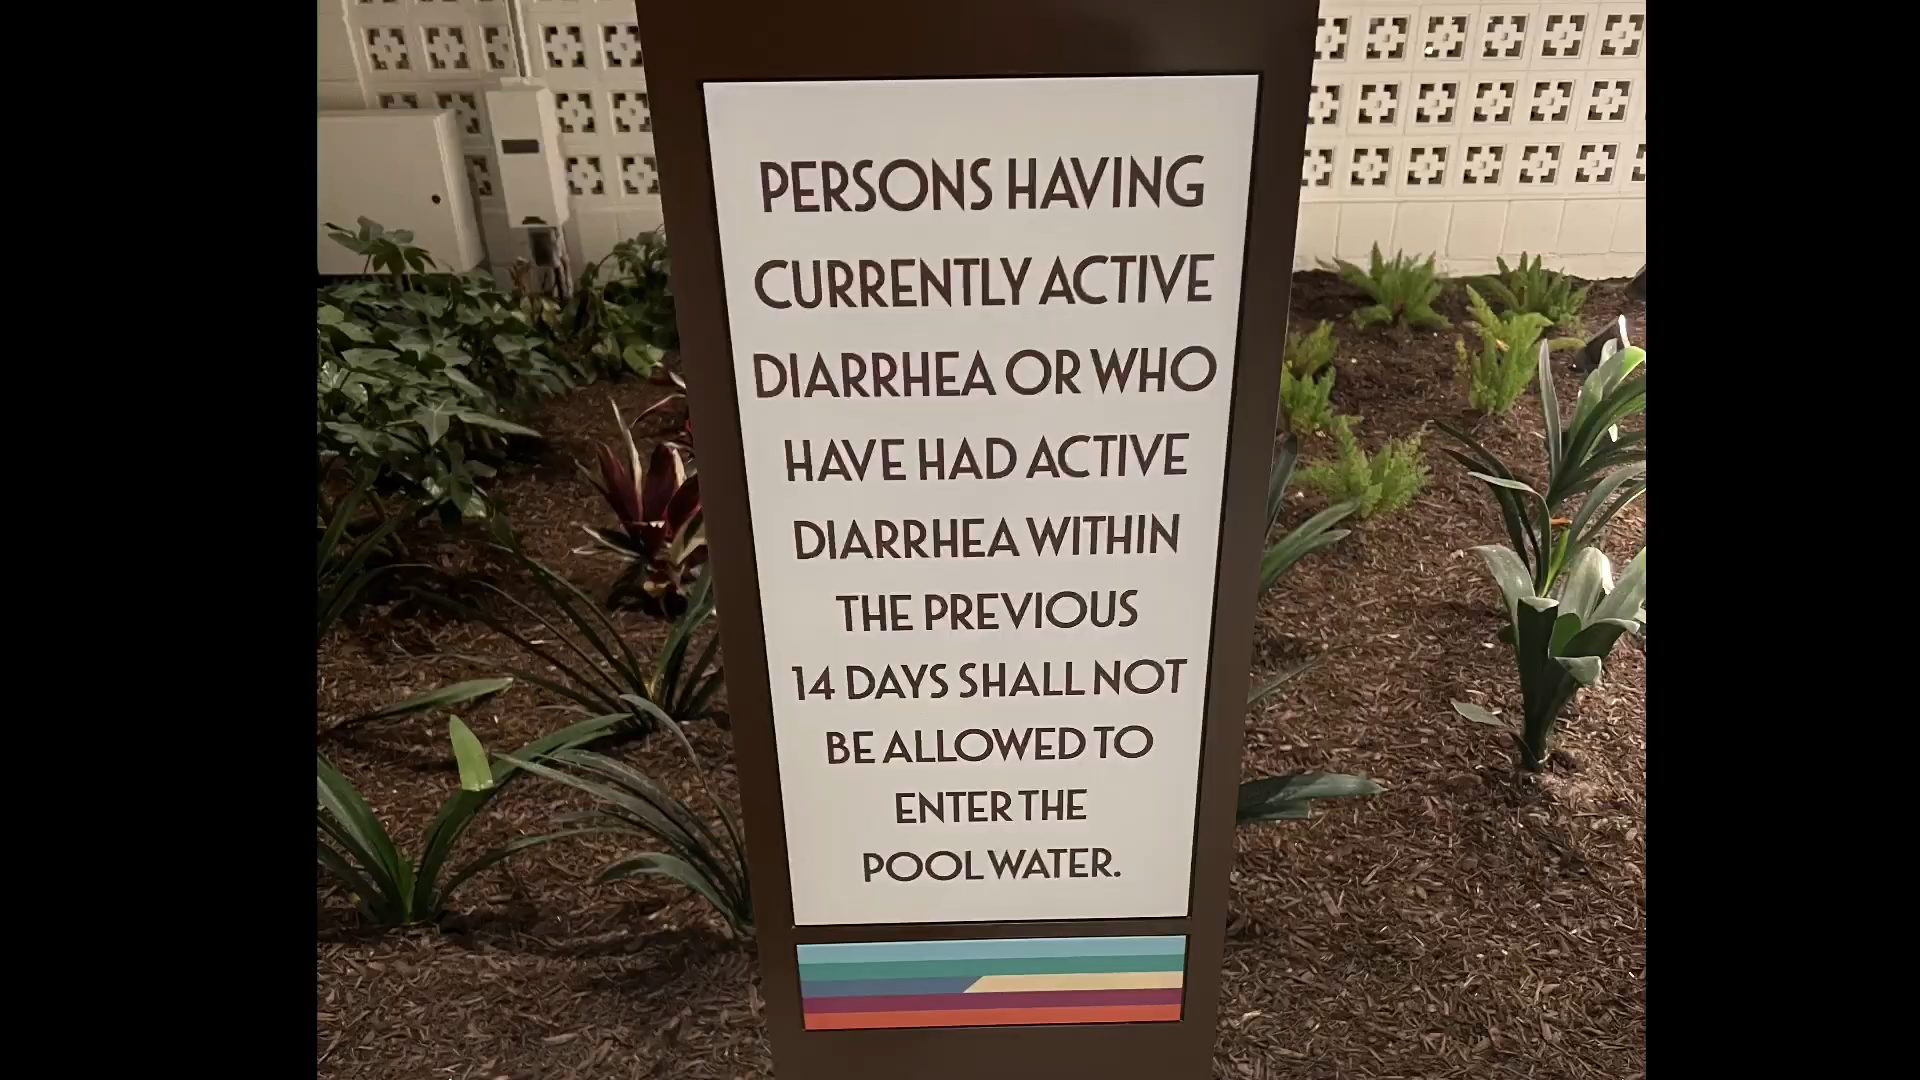 PERSONS HAVING
CURRENTLY ACTIVE
DIARRHEA OR WHO
HAVE HAD ACTIVE
DIARRHEA WITHIN
THE PREVIOUS
14 DAYS SHALL NOT
BE ALLOWED TO
ENTER THE
POOL WATER.